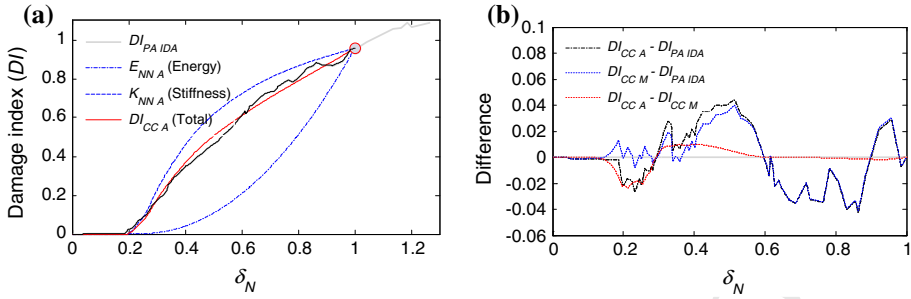 (a)
Damage index (DI)
1
0.8
0.6
0.4
0.2
0
DI_PA IDA
E_NN A (Energy)
K_NN A (Stiffness)
DI_CC A (Total)
0 0.2 0.4 0.6 0.8 1 1.2
δ_N
(b)
Difference
0.1
0.08
0.06
0.04
0.02
0
-0.02
-0.04
-0.06
DI_CC A - DI_PA IDA
DI_CC M - DI_PA IDA
DI_CC A - DI_CC M
0 0.2 0.4 0.6 0.8 1
δ_N